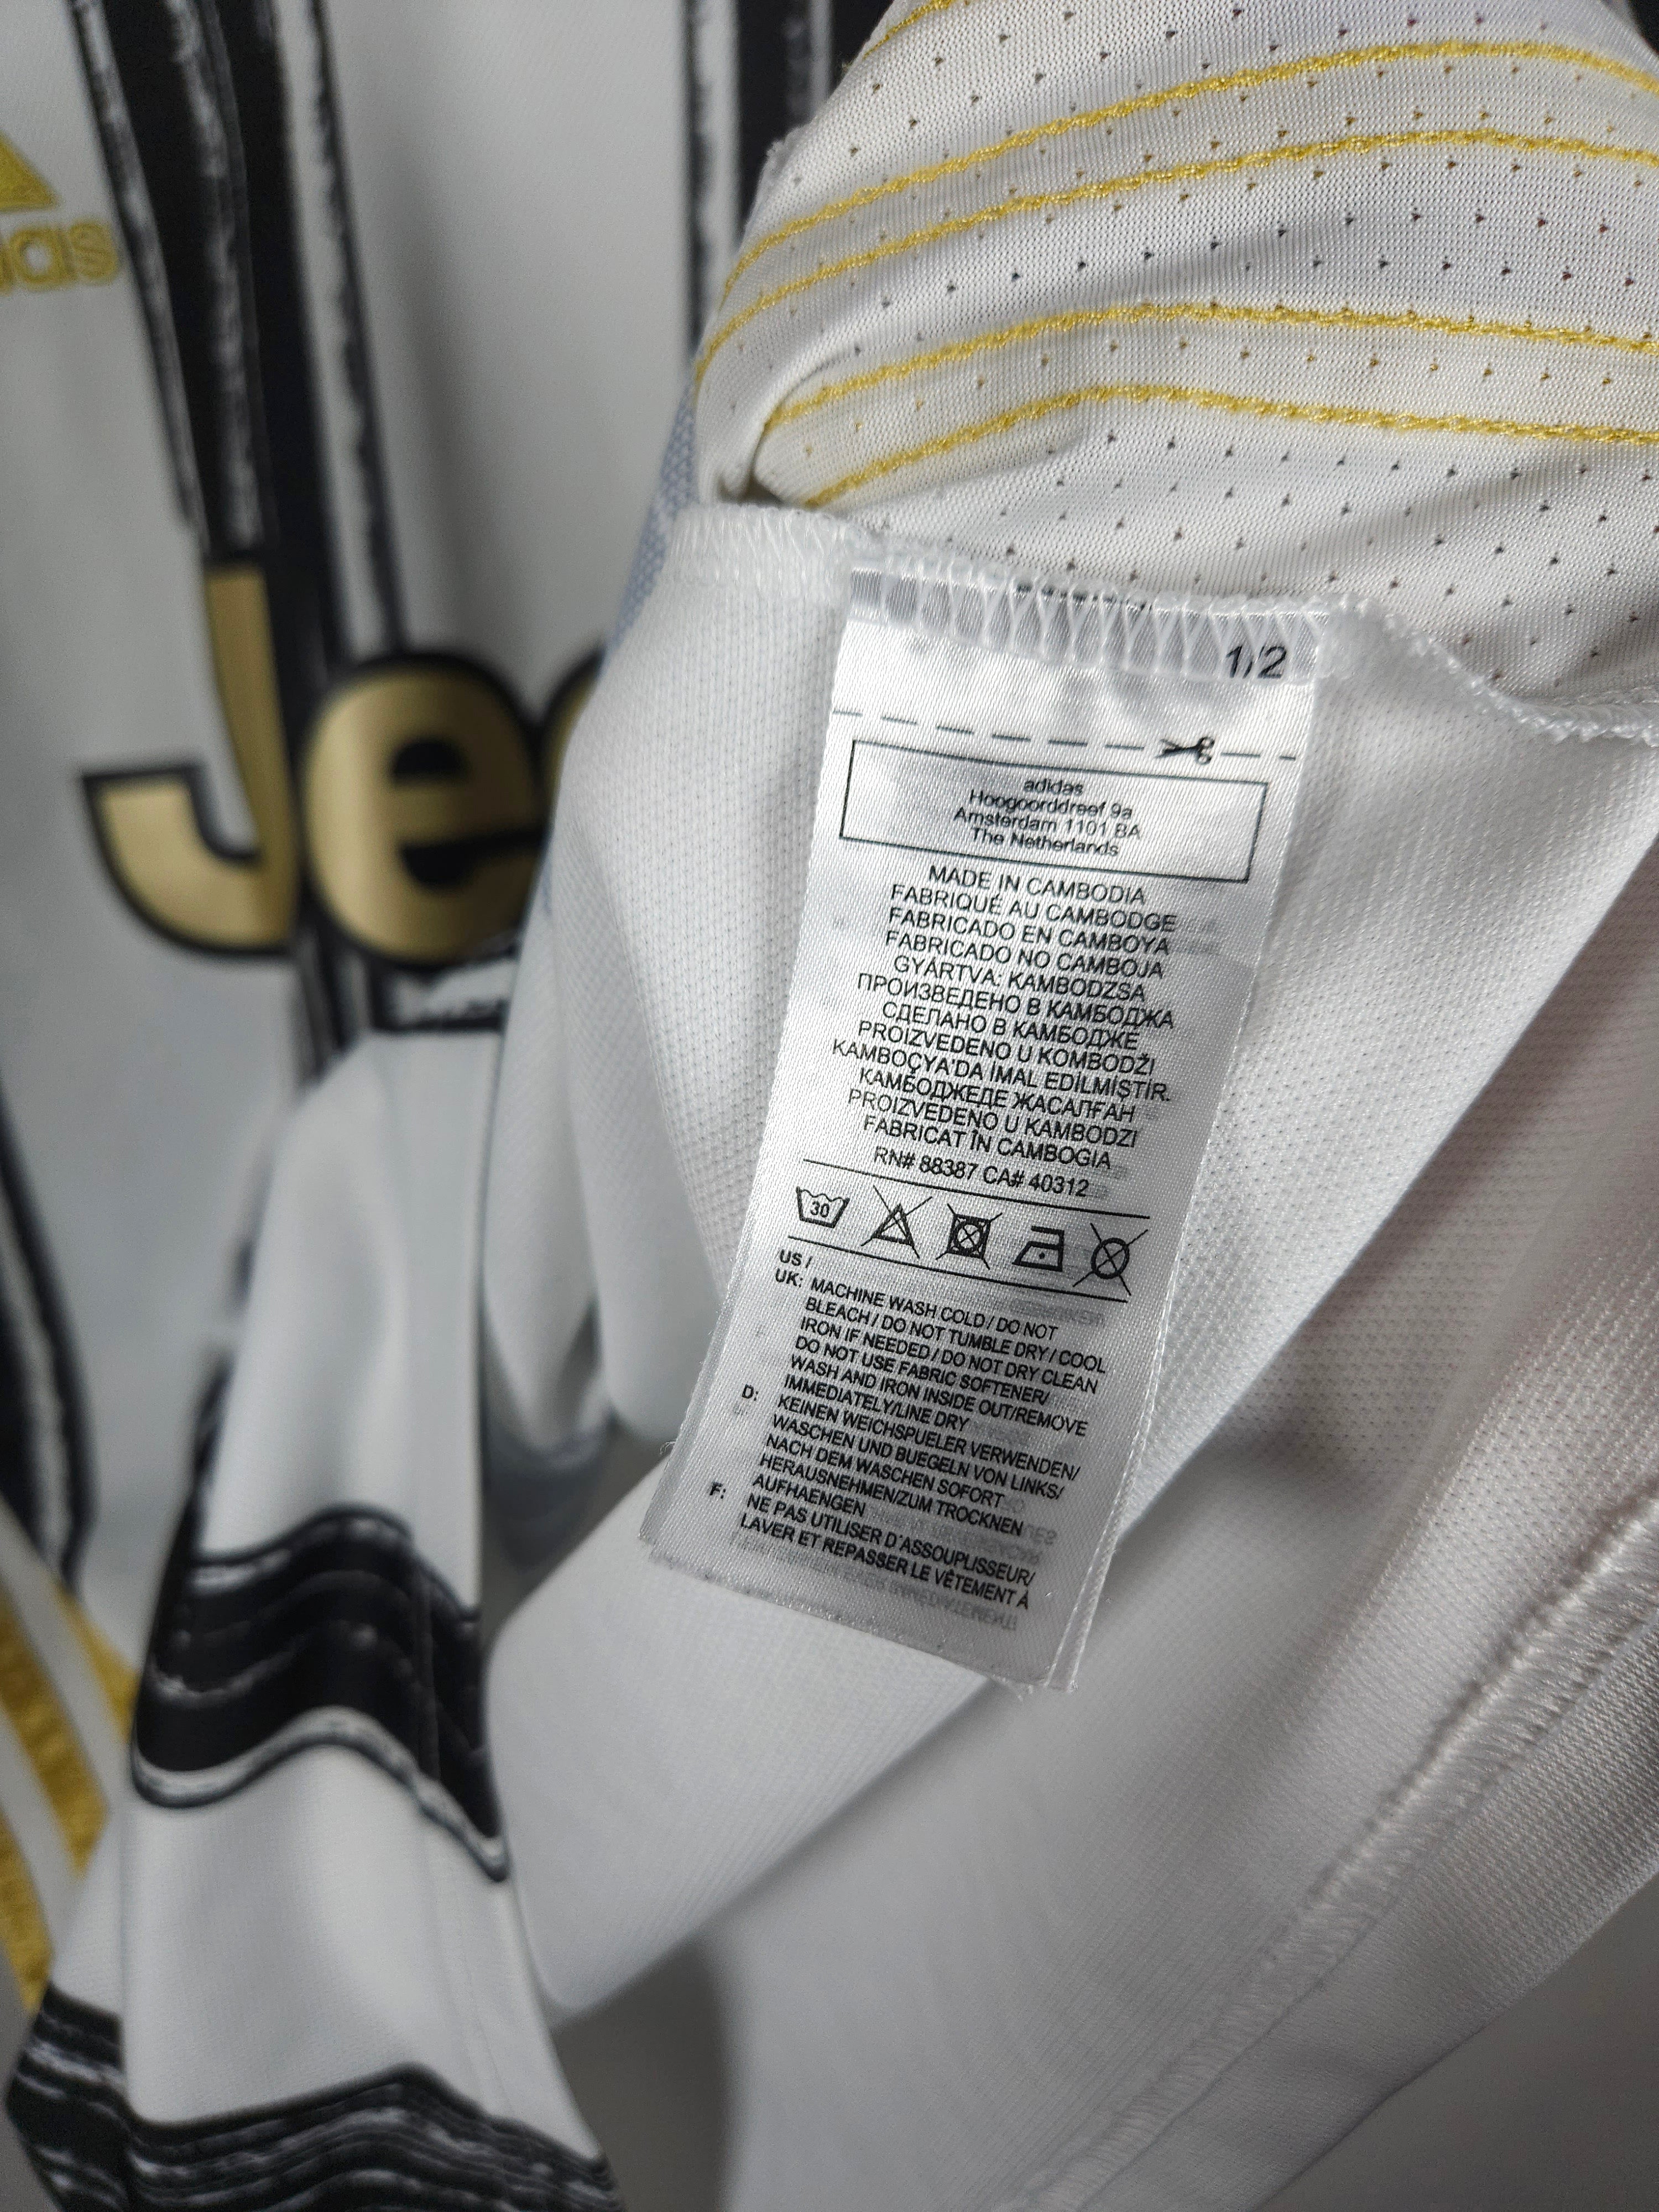 as
Jee
1/2
adidas
Hoogoorddreef 9a
Amsterdam 1101 BA
The Netherlands
MADE IN CAMBODIA
FABRIQUÉ AU CAMBODGE
FABRICADO EN CAMBOYA
FABRICADO NO CAMBOJA
GYÁRTVA: KAMBODZSA
ПРОИЗВЕДЕНО В КАМБОДЖА
СДЕЛАНО В КАМБОДЖЕ
PROIZVEDENO U KOMBODŽI
KAMBOÇYA'DA İMAL EDİLMİŞTİR.
КАМБОДЖЕДЕ ЖАСАЛҒАН
PROIZVEDENO U KAMBODZI
FABRICAT ÎN CAMBOGIA
RN# 88387 CA# 40312
30
US /
UK: MACHINE WASH COLD / DO NOT
BLEACH / DO NOT TUMBLE DRY / COOL
IRON IF NEEDED / DO NOT DRY CLEAN
DO NOT USE FABRIC SOFTENER/
WASH AND IRON INSIDE OUT/REMOVE
IMMEDIATELY/LINE DRY
D: KEINEN WEICHSPUELER VERWENDEN/
WASCHEN UND BUEGELN VON LINKS/
NACH DEM WASCHEN SOFORT
HERAUSNEHMEN/ZUM TROCKNEN
AUFHAENGEN
F: NE PAS UTILISER D'ASSOUPLISSEUR/
LAVER ET REPASSER LE VÊTEMENT À